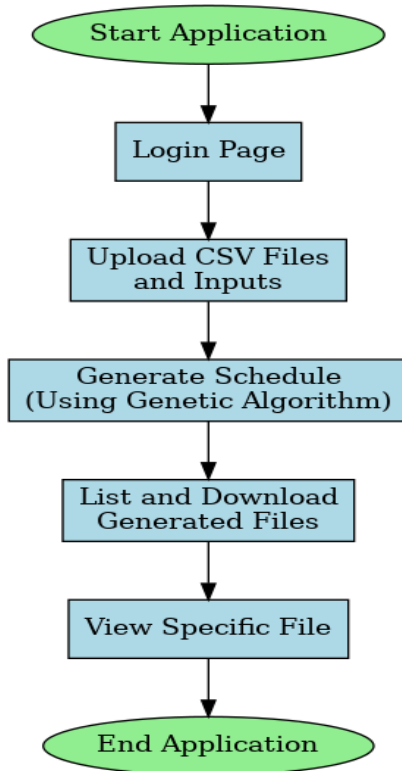 Start Application
Login Page
Upload CSV Files
and Inputs
Generate Schedule
(Using Genetic Algorithm)
List and Download
Generated Files
View Specific File
End Application